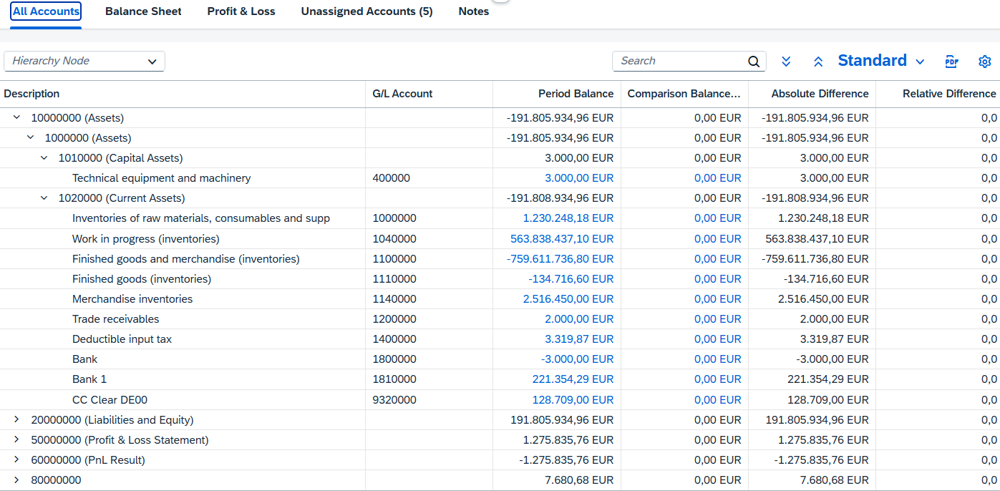 All Accounts Balance Sheet Profit & Loss Unassigned Accounts (5) Notes
Hierarchy Node Search Standard PDF
Description G/L Account Period Balance Comparison Balance... Absolute Difference Relative Difference
10000000 (Assets) -191.805.934,96 EUR 0,00 EUR -191.805.934,96 EUR 0,0
1000000 (Assets) -191.805.934,96 EUR 0,00 EUR -191.805.934,96 EUR 0,0
1010000 (Capital Assets) 3.000,00 EUR 0,00 EUR 3.000,00 EUR 0,0
Technical equipment and machinery 400000 3.000,00 EUR 0,00 EUR 3.000,00 EUR 0,0
1020000 (Current Assets) -191.808.934,96 EUR 0,00 EUR -191.808.934,96 EUR 0,0
Inventories of raw materials, consumables and supp 1000000 1.230.248,18 EUR 0,00 EUR 1.230.248,18 EUR 0,0
Work in progress (inventories) 1040000 563.838.437,10 EUR 0,00 EUR 563.838.437,10 EUR 0,0
Finished goods and merchandise (inventories) 1100000 -759.611.736,80 EUR 0,00 EUR -759.611.736,80 EUR 0,0
Finished goods (inventories) 1110000 -134.716,60 EUR 0,00 EUR -134.716,60 EUR 0,0
Merchandise inventories 1140000 2.516.450,00 EUR 0,00 EUR 2.516.450,00 EUR 0,0
Trade receivables 1200000 2.000,00 EUR 0,00 EUR 2.000,00 EUR 0,0
Deductible input tax 1400000 3.319,87 EUR 0,00 EUR 3.319,87 EUR 0,0
Bank 1800000 -3.000,00 EUR 0,00 EUR -3.000,00 EUR 0,0
Bank 1 1810000 221.354,29 EUR 0,00 EUR 221.354,29 EUR 0,0
CC Clear DE00 9320000 128.709,00 EUR 0,00 EUR 128.709,00 EUR 0,0
20000000 (Liabilities and Equity) 191.805.934,96 EUR 0,00 EUR 191.805.934,96 EUR 0,0
50000000 (Profit & Loss Statement) 1.275.835,76 EUR 0,00 EUR 1.275.835,76 EUR 0,0
60000000 (PnL Result) -1.275.835,76 EUR 0,00 EUR -1.275.835,76 EUR 0,0
80000000 7.680,68 EUR 0,00 EUR 7.680,68 EUR 0,0